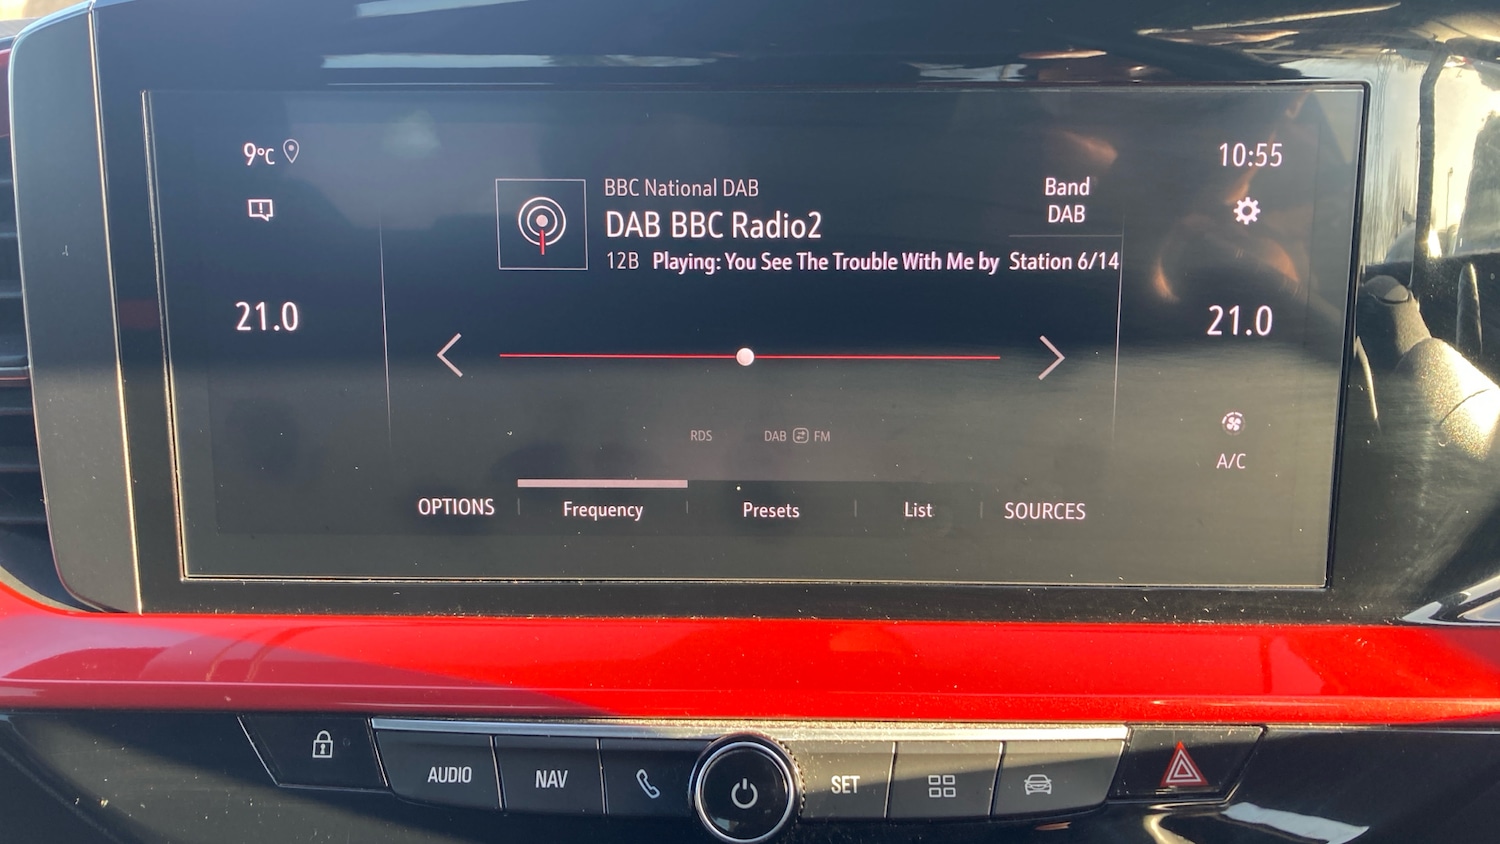 9°C
10:55
BBC National DAB
DAB BBC Radio2
12B Playing: You See The Trouble With Me by
Band
DAB
Station 6/14
21.0
21.0
RDS
DAB FM
A/C
OPTIONS
Frequency
Presets
List
SOURCES
AUDIO
NAV
SET